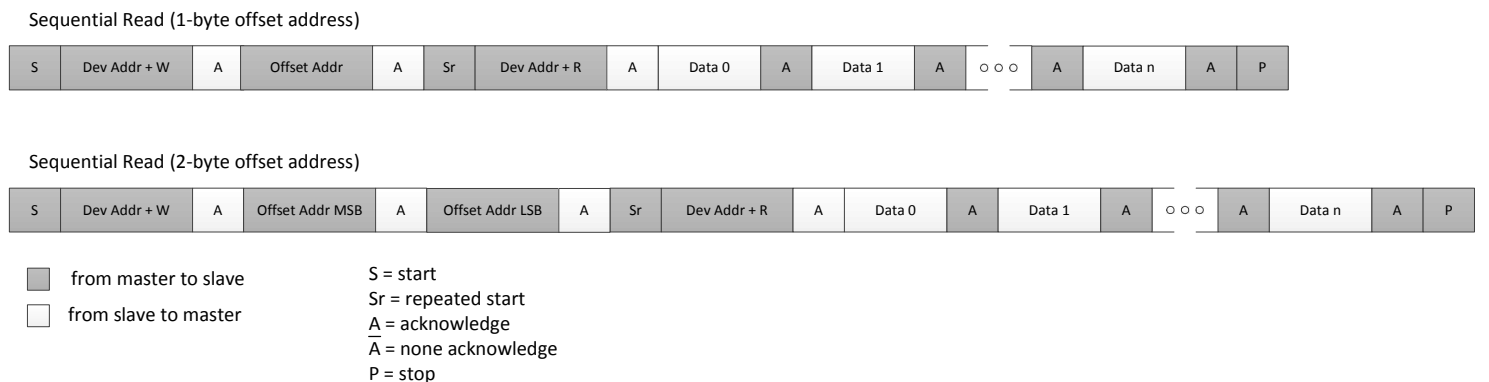 Sequential Read (1-byte offset address)
S Dev Addr + W A Offset Addr A Sr Dev Addr + R A Data 0 A Data 1 A A Data n A P
Sequential Read (2-byte offset address)
S Dev Addr + W A Offset Addr MSB A Offset Addr LSB A Sr Dev Addr + R A Data 0 A Data 1 A A Data n A P
from master to slave
from slave to master
S = start
Sr = repeated start
A = acknowledge
A̅ = none acknowledge
P = stop